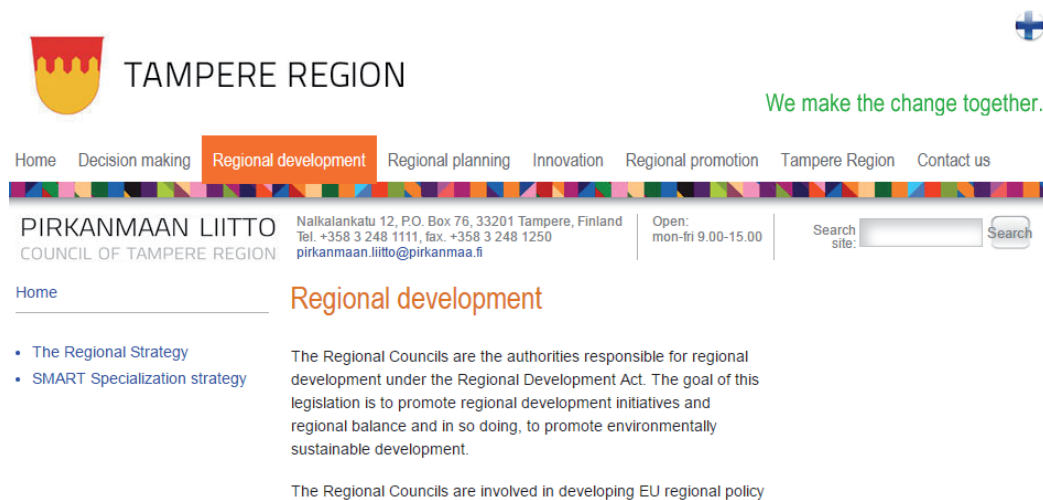 TAMPERE REGION
We make the change together.
Home Decision making Regional development Regional planning Innovation Regional promotion Tampere Region Contact us
PIRKANMAAN LIITTO
COUNCIL OF TAMPERE REGION
Nalkalankatu 12, P.O. Box 76, 33201 Tampere, Finland
Tel. +358 3 248 1111, fax. +358 3 248 1250
pirkanmaan.liitto@pirkanmaa.fi
Open:
mon-fri 9.00-15.00
Search
site:
Search
Home
• The Regional Strategy
• SMART Specialization strategy
Regional development
The Regional Councils are the authorities responsible for regional
development under the Regional Development Act. The goal of this
legislation is to promote regional development initiatives and
regional balance and in so doing, to promote environmentally
sustainable development.
The Regional Councils are involved in developing EU regional policy